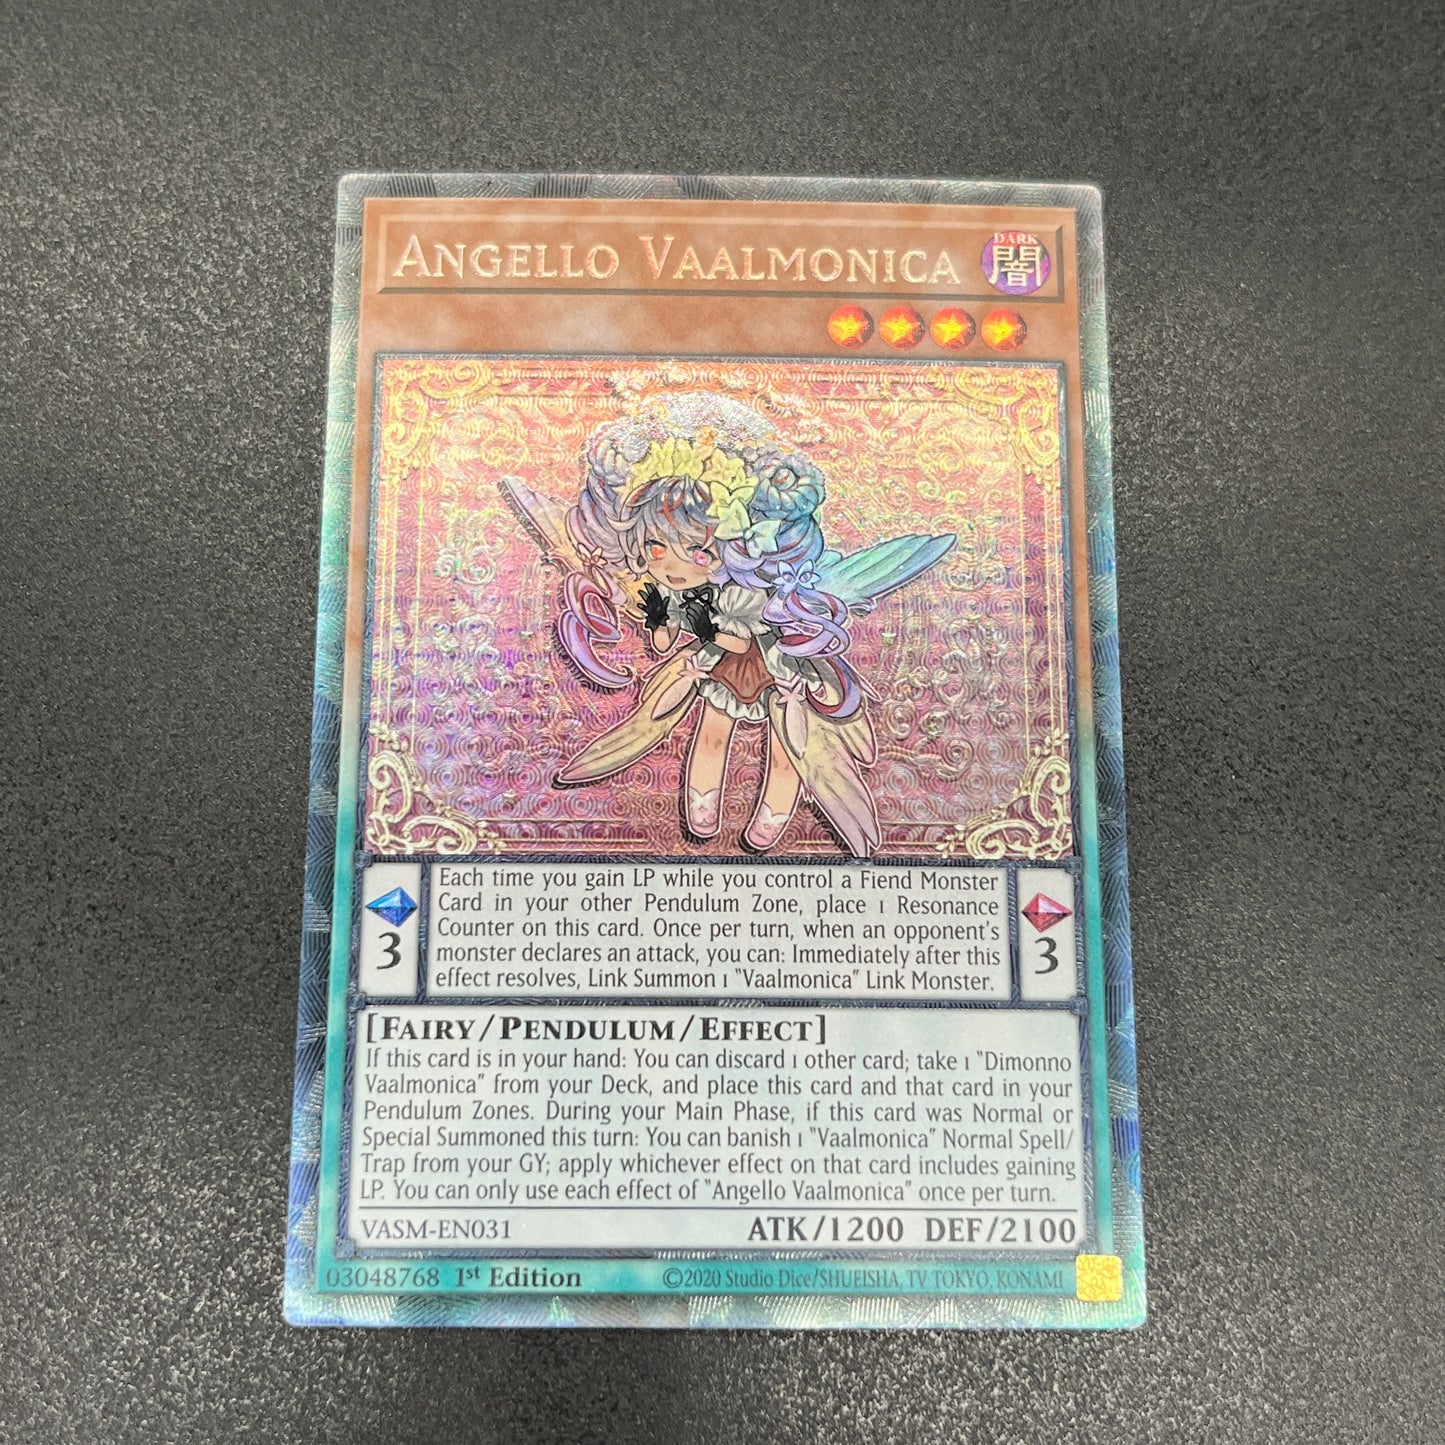 Angello Vaalmonica
DARK
闇
Each time you gain LP while you control a Fiend Monster
Card in your other Pendulum Zone, place 1 Resonance
Counter on this card. Once per turn, when an opponent's
monster declares an attack, you can: Immediately after this
effect resolves, Link Summon 1 "Vaalmonica" Link Monster.
3
3
[Fairy/Pendulum/Effect]
If this card is in your hand: You can discard 1 other card; take 1 "Dimonno
Vaalmonica" from your Deck, and place this card and that card in your
Pendulum Zones. During your Main Phase, if this card was Normal or
Special Summoned this turn: You can banish 1 "Vaalmonica" Normal Spell/
Trap from your GY; apply whichever effect on that card includes gaining
LP. You can only use each effect of "Angello Vaalmonica" once per turn.
VASM-EN031
ATK/1200 DEF/2100
03048768 1st Edition
©2020 Studio Dice/SHUEISHA, TV TOKYO, KONAMI